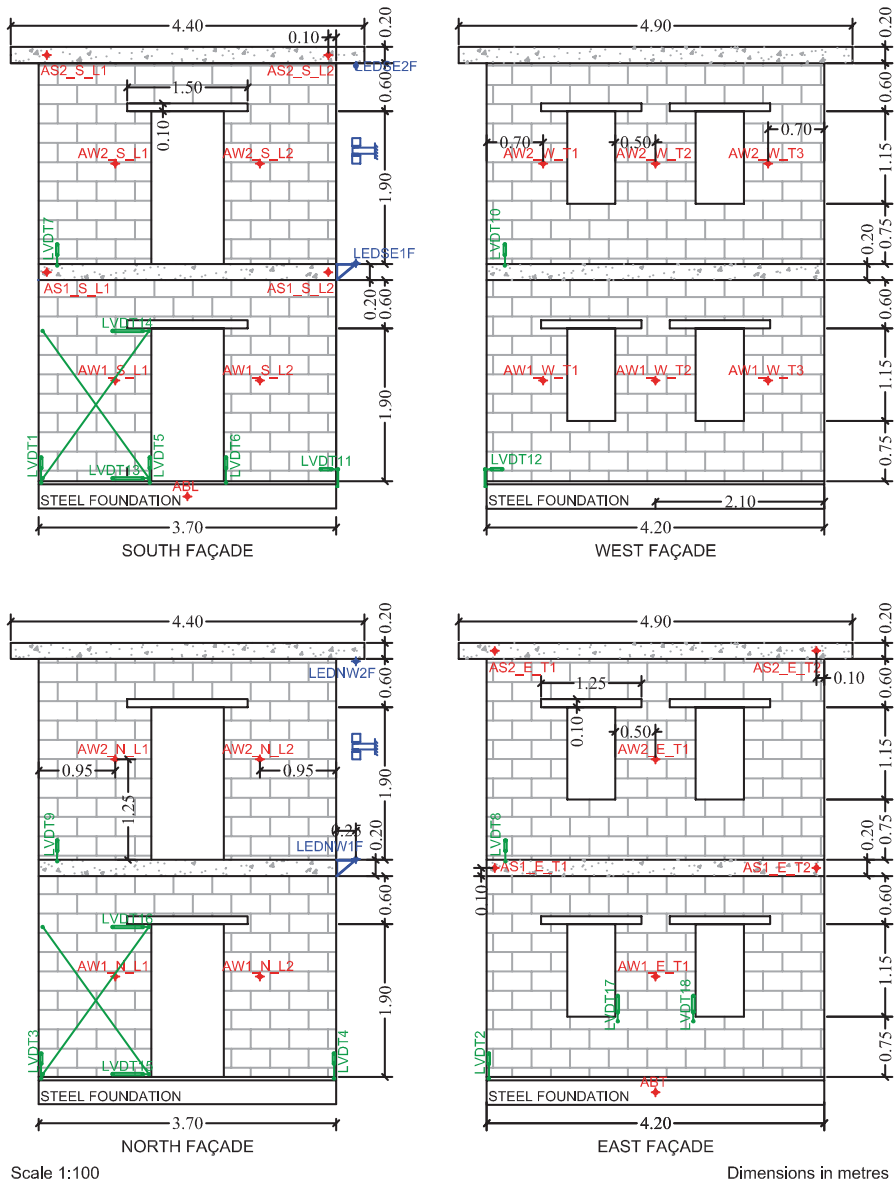 4.40
0.20
0.10
AS2_S_L1
AS2_S_L2
LEDSE2F
0.60
1.50
0.10
AW2_S_L1
AW2_S_L2
1.90
LVDT7
LEDSE1F
AS1_S_L1
AS1_S_L2
0.20
0.60
LVDT14
AW1_S_L1
AW1_S_L2
1.90
LVDT1
LVDT13
LVDT5
LVDT6
LVDT11
ABL
STEEL FOUNDATION
3.70
SOUTH FAÇADE
4.90
0.20
0.60
0.70
0.50
0.70
AW2_W_T1
AW2_W_T2
AW2_W_T3
1.15
LVDT10
0.75
0.20
0.60
AW1_W_T1
AW1_W_T2
AW1_W_T3
1.15
LVDT12
0.75
STEEL FOUNDATION
2.10
4.20
WEST FAÇADE
4.40
0.20
LEDNW2F
0.60
AW2_N_L1
AW2_N_L2
0.95
0.95
1.25
1.90
LVDT9
0.25
LEDNW1F
0.20
0.60
LVDT16
AW1_N_L1
AW1_N_L2
1.90
LVDT3
LVDT15
LVDT4
STEEL FOUNDATION
3.70
NORTH FAÇADE
4.90
0.20
AS2_E_T1
AS2_E_T2
0.10
0.60
1.25
0.10
0.50
AW2_E_T1
1.15
LVDT8
0.75
0.20
AS1_E_T1
AS1_E_T2
0.10
0.60
AW1_E_T1
LVDT17
LVDT18
1.15
LVDT2
0.75
STEEL FOUNDATION
ABT
4.20
EAST FAÇADE
Scale 1:100
Dimensions in metres